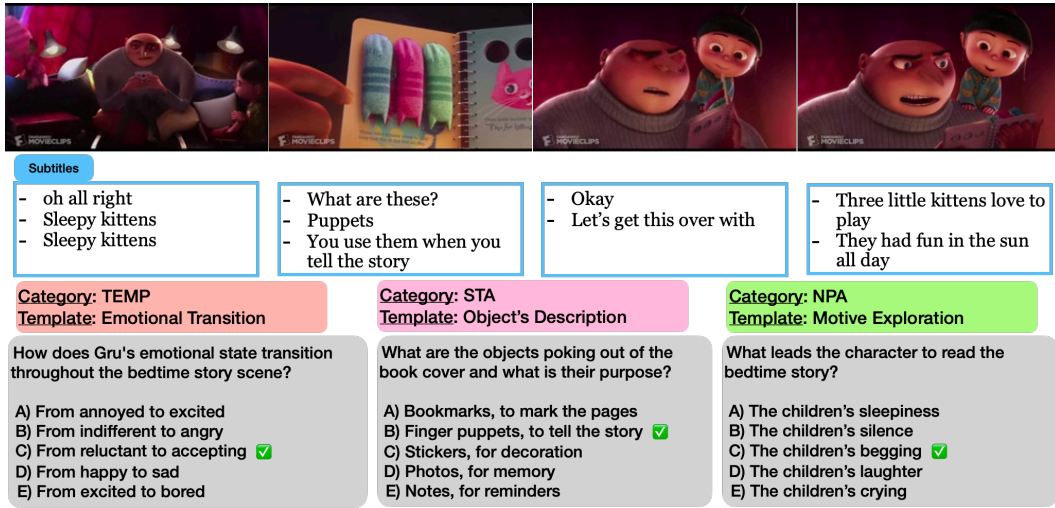 FANDANGO
MOVIECLIPS
FANDANGO
MOVIECLIPS
FANDANGO
MOVIECLIPS
FANDANGO
MOVIECLIPS
Subtitles
- oh all right
- Sleepy kittens
- Sleepy kittens
- What are these?
- Puppets
- You use them when you
tell the story
- Okay
- Let's get this over with
- Three little kittens love to
play
- They had fun in the sun
all day
Category: TEMP
Template: Emotional Transition
How does Gru's emotional state transition
throughout the bedtime story scene?
A) From annoyed to excited
B) From indifferent to angry
C) From reluctant to accepting ✅
D) From happy to sad
E) From excited to bored
Category: STA
Template: Object's Description
What are the objects poking out of the
book cover and what is their purpose?
A) Bookmarks, to mark the pages
B) Finger puppets, to tell the story ✅
C) Stickers, for decoration
D) Photos, for memory
E) Notes, for reminders
Category: NPA
Template: Motive Exploration
What leads the character to read the
bedtime story?
A) The children's sleepiness
B) The children's silence
C) The children's begging ✅
D) The children's laughter
E) The children's crying